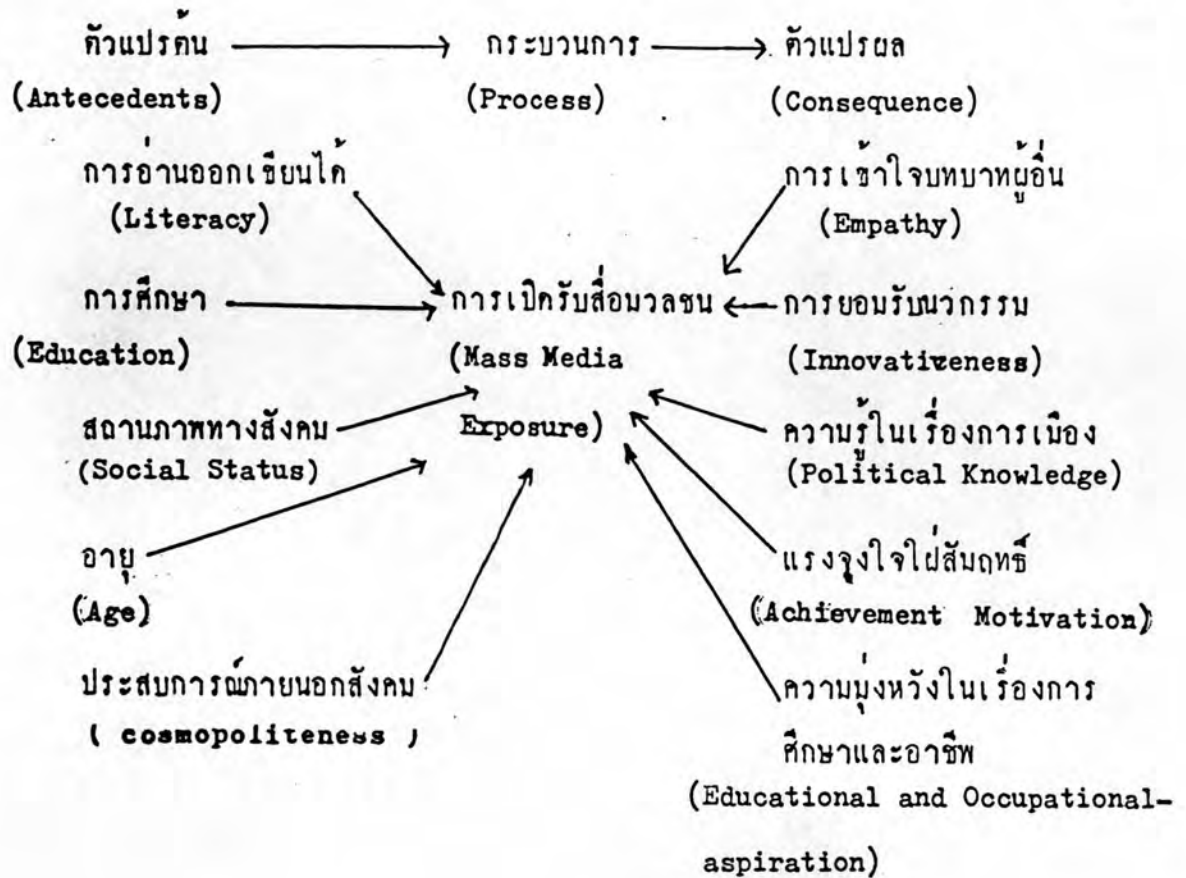 ตัวแปรต้น กระบวนการ ตัวแปรผล
(Antecedents) (Process) (Consequence)
การอ่านออกเขียนได้ การเข้าใจบทบาทผู้อื่น
(Literacy) (Empathy)
การศึกษา การเปิดรับสื่อมวลชน การยอมรับนวกรรม
(Education) (Mass Media (Innovativeness)
สถานภาพทางสังคม Exposure) ความรู้ในเรื่องการเมือง
(Social Status) (Political Knowledge)
อายุ แรงจูงใจใฝ่สัมฤทธิ์
(Age) (Achievement Motivation)
ประสบการณ์ภายนอกสังคม ความมุ่งหวังในเรื่องการ
(cosmopoliteness) ศึกษาและอาชีพ
(Educational and Occupational-
aspiration)